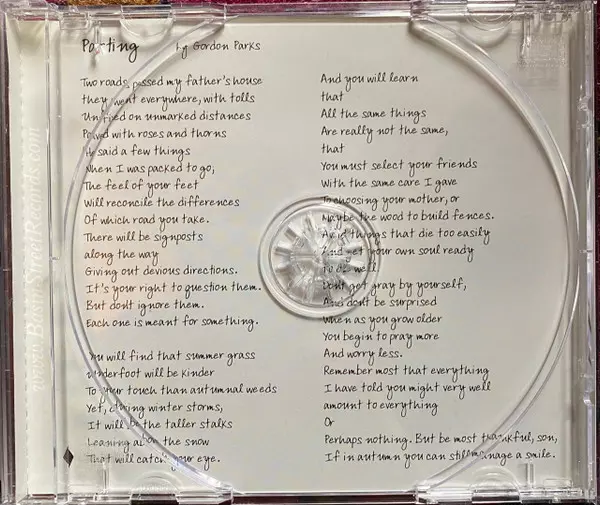 Parting by Gordon Parks
Two roads passed my father's house
they went everywhere, with tolls
Untired on unmarked distances
Paved with roses and thorns
He said a few things
When I was packed to go,
The feel of your feet
Will reconcile the differences
Of which road you take.
There will be signposts
along the way
Giving out devious directions.
It's your right to question them.
But don't ignore them.
Each one is meant for something.
You will find that summer grass
Underfoot will be kinder
To your touch than autumnal weeds
Yet, during winter storms,
It will be the taller stalks
Leaning above the snow
That will catch your eye.
And you will learn
that
All the same things
Are really not the same,
that
You must select your friends
With the same care I gave
To choosing your mother, or
Maybe the wood to build fences.
Avoid things that die too easily
And get your own soul ready
To die well
Don't get gray by yourself,
And don't be surprised
When as you grow older
You begin to pray more
And worry less.
Remember most that everything
I have told you might very well
amount to everything
Or
Perhaps nothing. But be most thankful, son,
If in autumn you can still manage a smile.
www.BasinStreetRecords.com